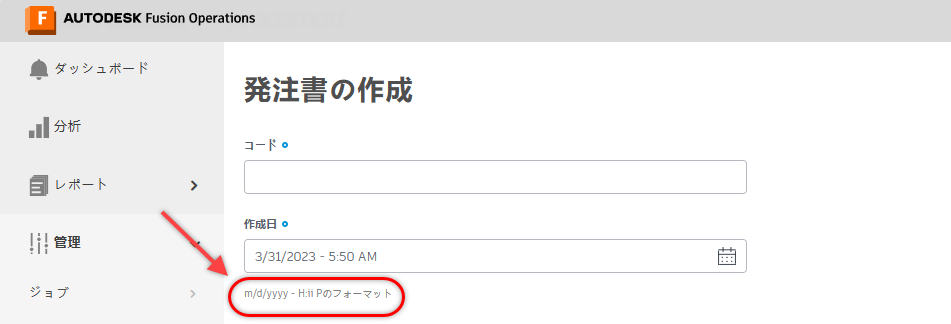 F AUTODESK Fusion Operations
ダッシュボード
分析
レポート
管理
ジョブ
発注書の作成
コード
作成日
3/31/2023 - 5:50 AM
m/d/yyyy - H:ii Pのフォーマット